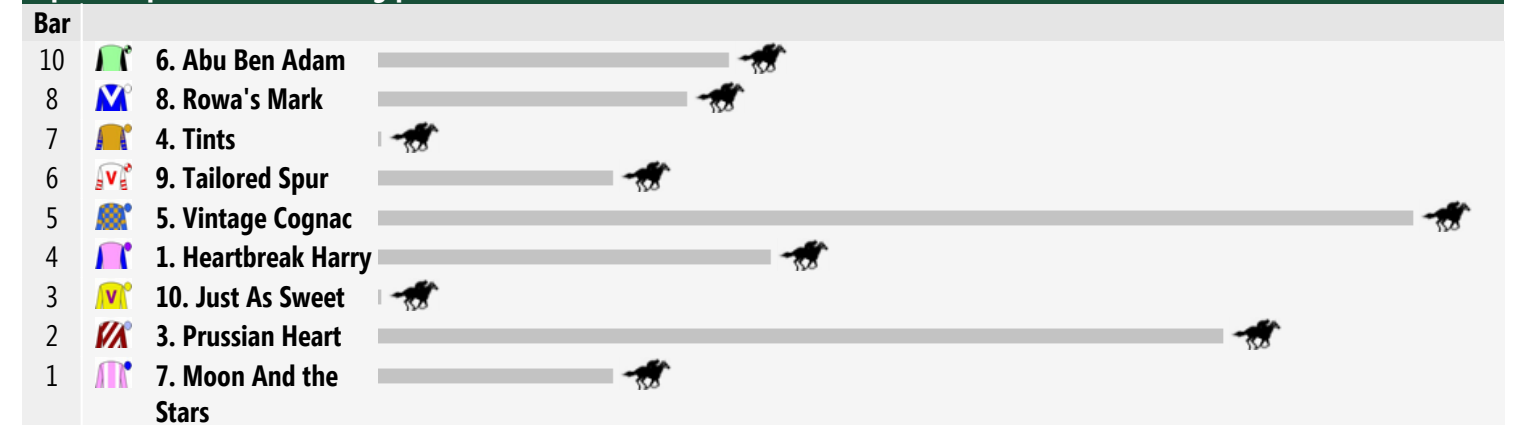 Bar
10 6. Abu Ben Adam
8 8. Rowa's Mark
7 4. Tints
6 V 9. Tailored Spur
5 5. Vintage Cognac
4 1. Heartbreak Harry
3 V 10. Just As Sweet
2 3. Prussian Heart
1 7. Moon And the
Stars